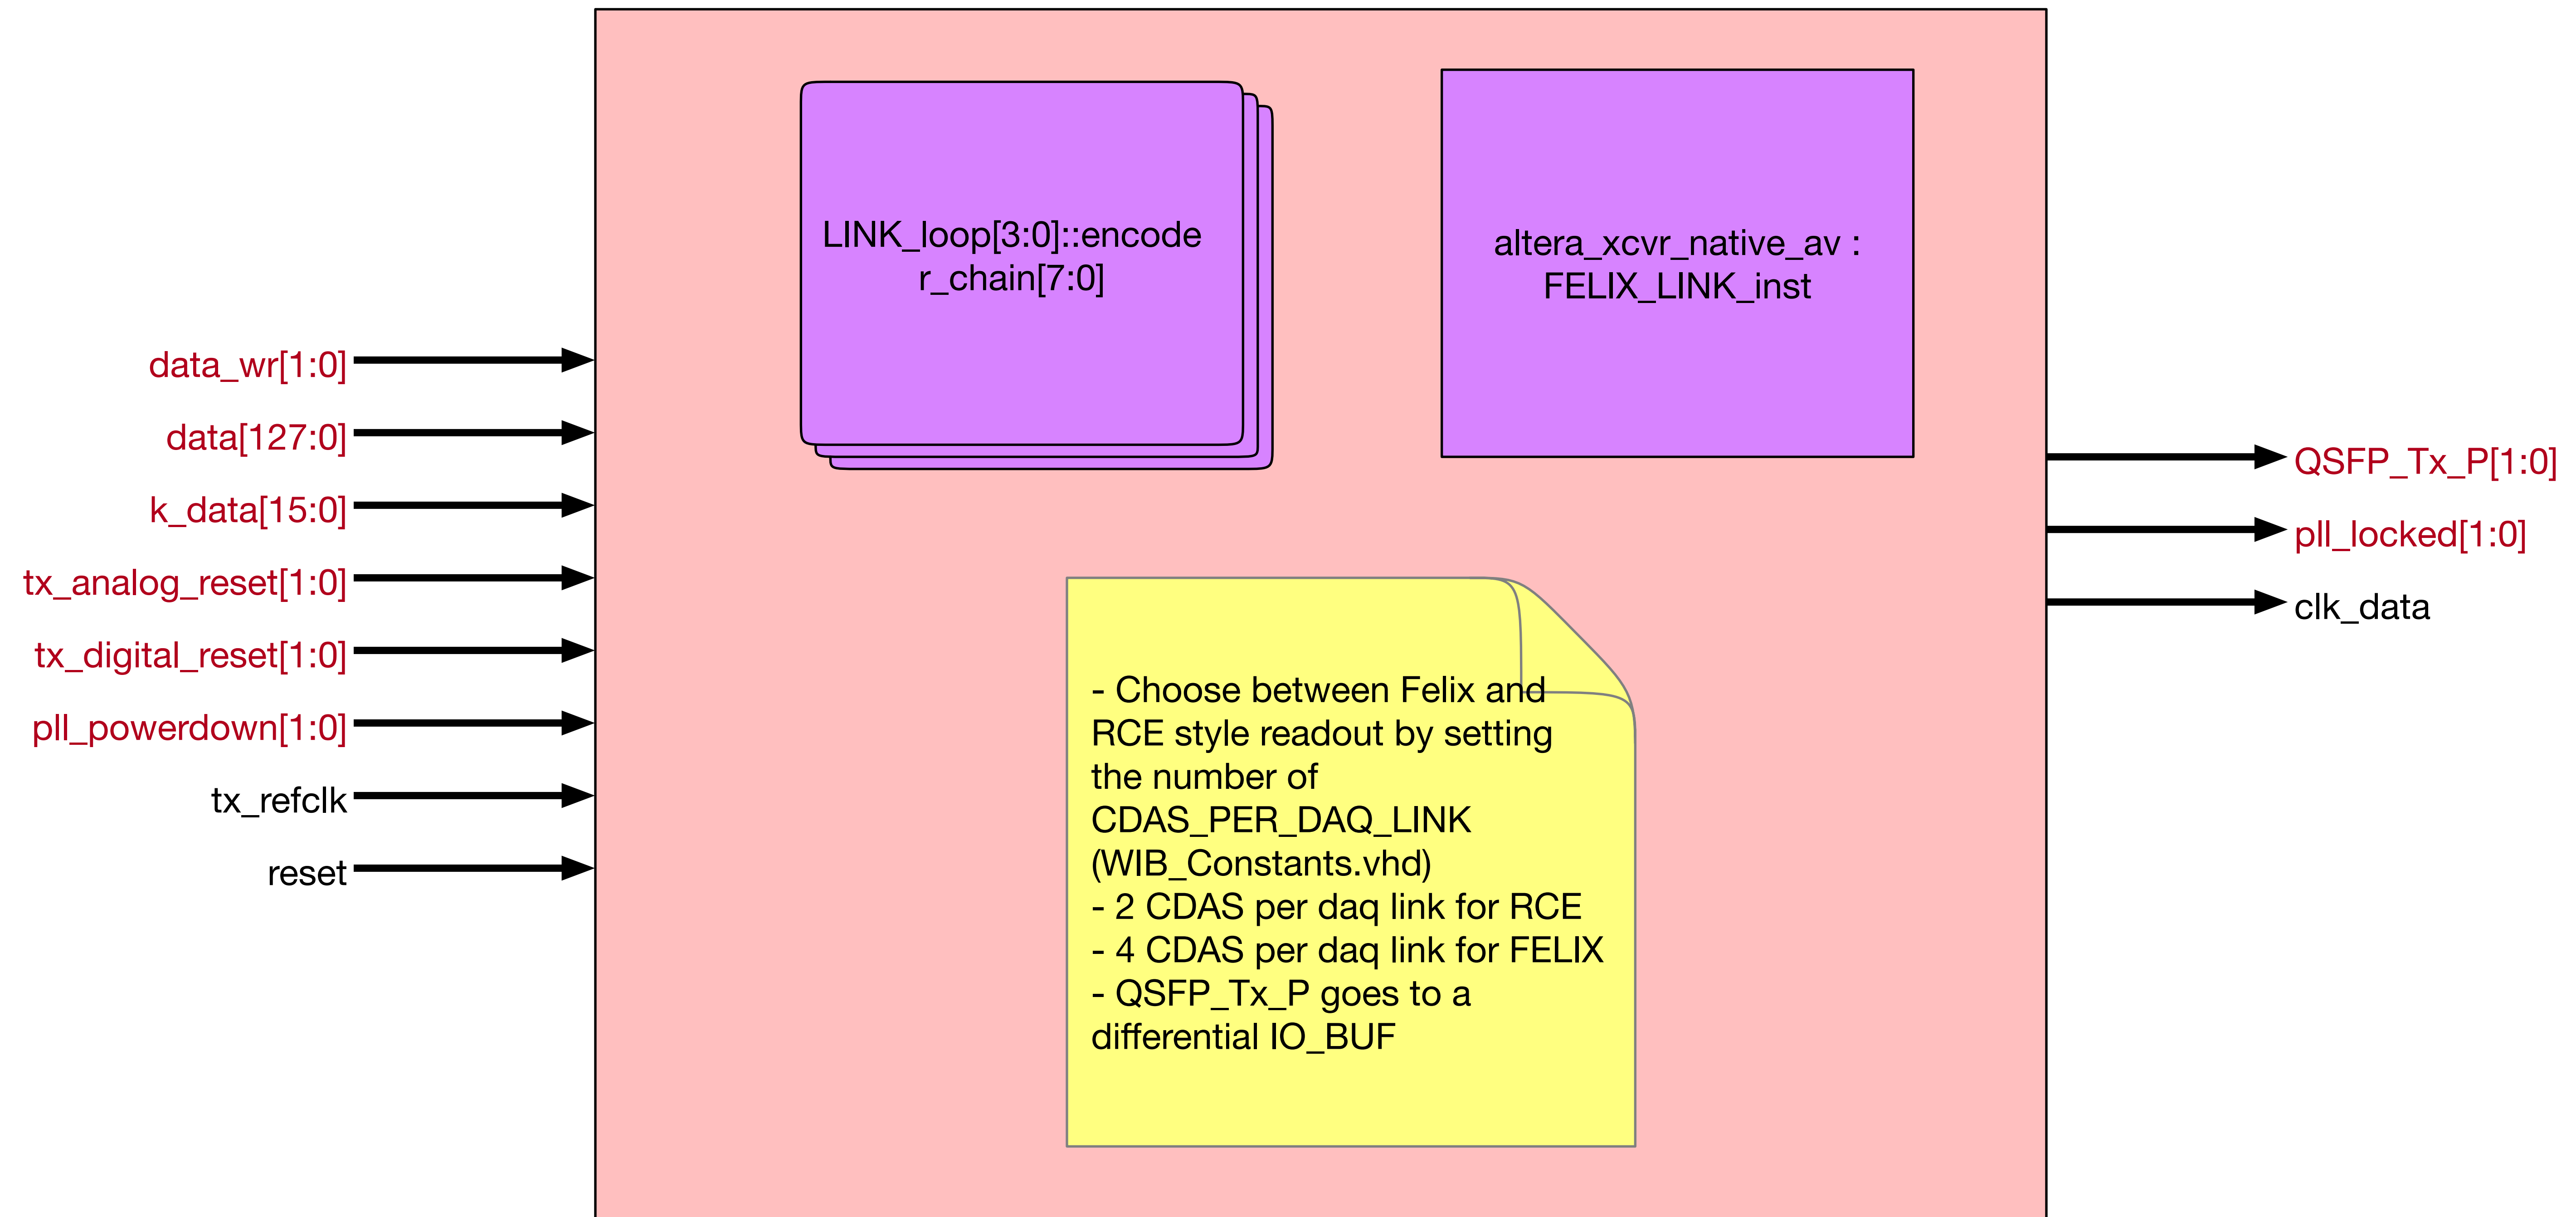 LINK_loop[3:0]::encode
r_chain[7:0]
altera_xcvr_native_av :
FELIX_LINK_inst
data_wr[1:0]
data[127:0]
k_data[15:0]
tx_analog_reset[1:0]
tx_digital_reset[1:0]
pll_powerdown[1:0]
tx_refclk
reset
QSFP_Tx_P[1:0]
pll_locked[1:0]
clk_data
- Choose between Felix and
RCE style readout by setting
the number of
CDAS_PER_DAQ_LINK
(WIB_Constants.vhd)
- 2 CDAS per daq link for RCE
- 4 CDAS per daq link for FELIX
- QSFP_Tx_P goes to a
differential IO_BUF